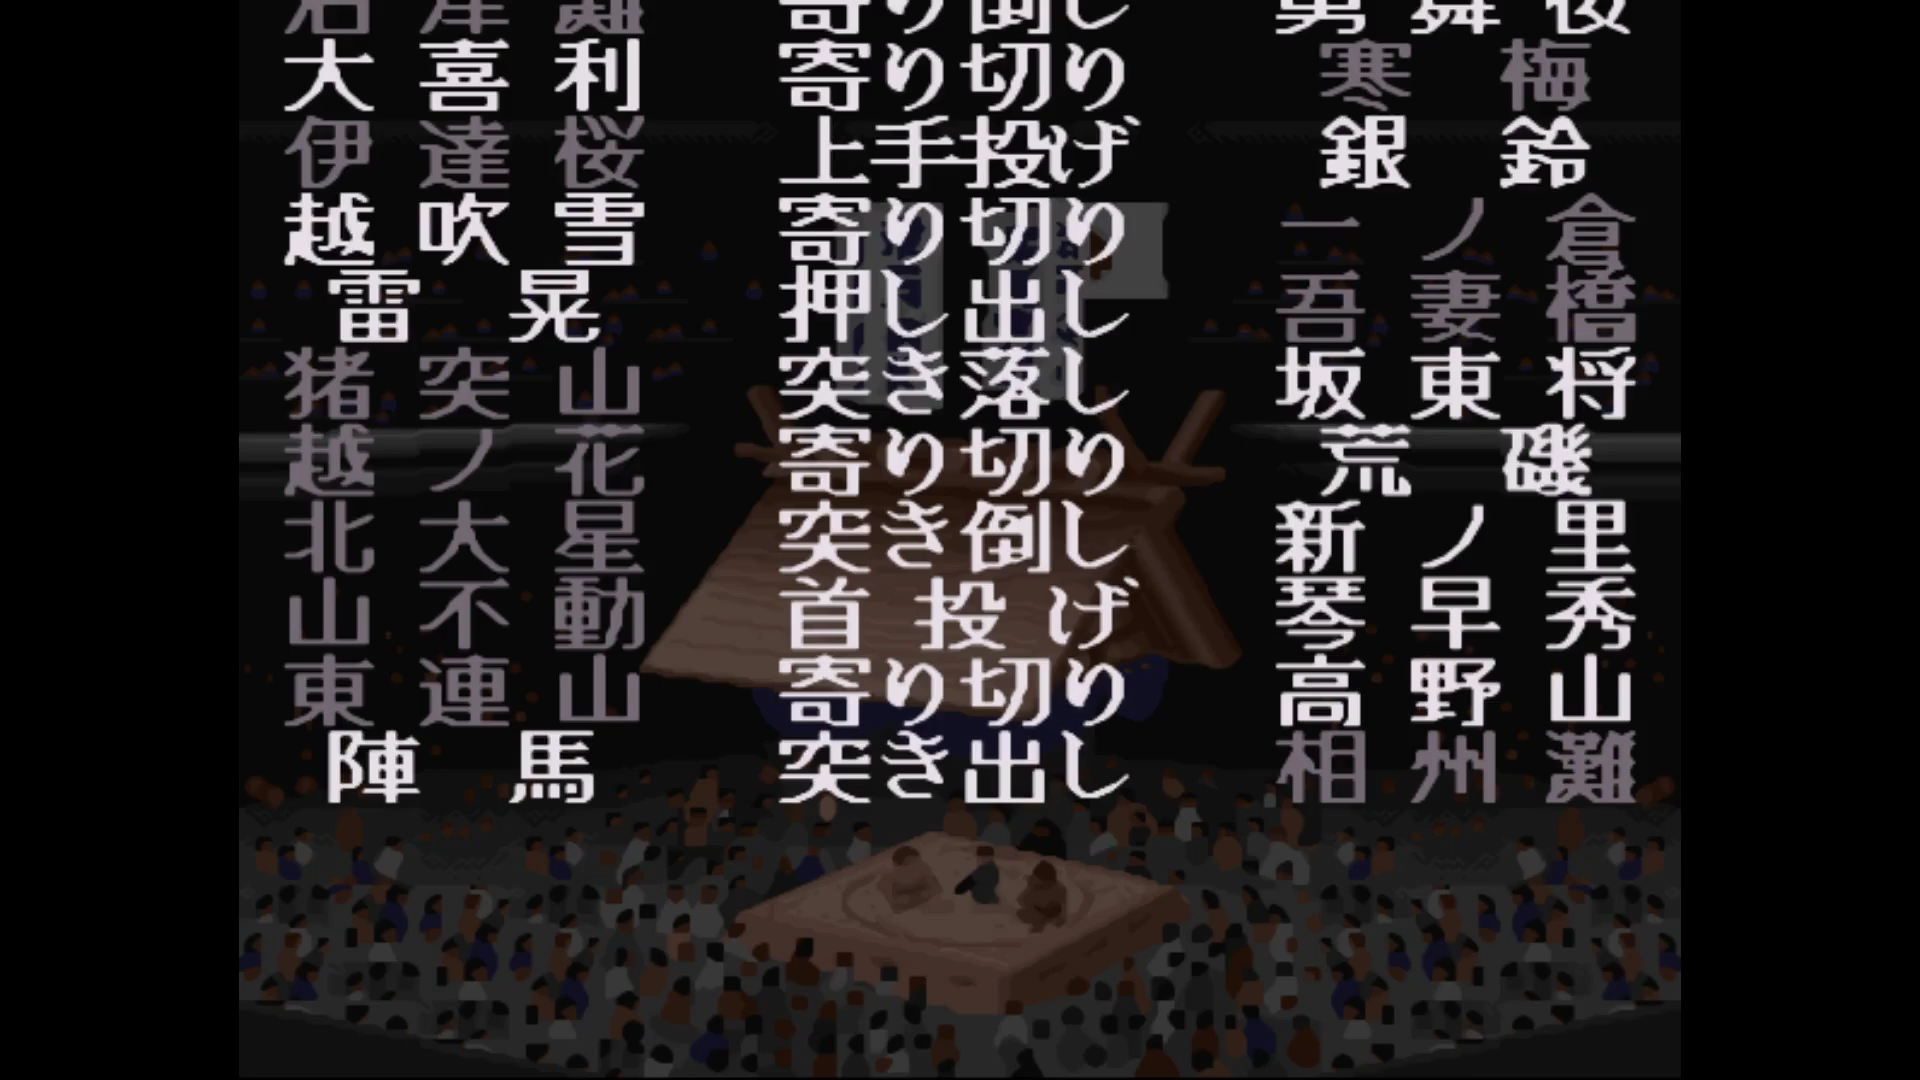 大喜利 寄り切り 寒梅
伊達桜 上手投げ 銀鈴
越吹雪 寄り切り 一ノ倉
雷晃 押し出し 吾妻橋
猪突山 突き落し 坂東将
越ノ花 寄り切り 荒磯
北大星 突き倒し 新ノ里
山不動 首投げ 琴早秀
東連山 寄り切り 高野山
陣馬 突き出し 相州灘